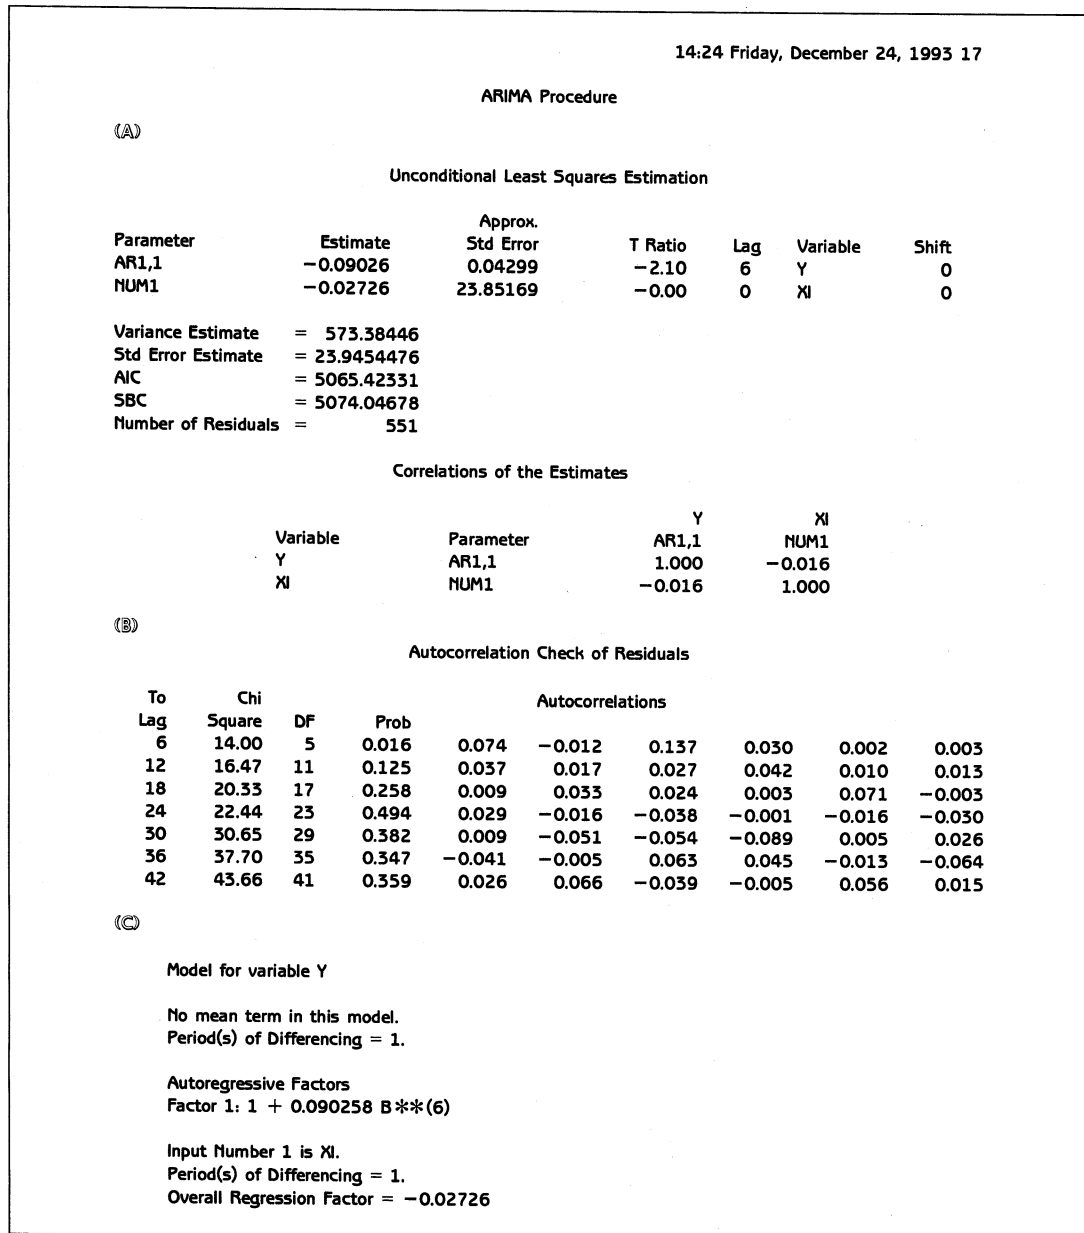 14:24 Friday, December 24, 1993 17
ARIMA Procedure
(A)
Unconditional Least Squares Estimation
Approx.
Parameter Estimate Std Error T Ratio Lag Variable Shift
AR1,1 −0.09026 0.04299 −2.10 6 Y 0
NUM1 −0.02726 23.85169 −0.00 0 XI 0
Variance Estimate = 573.38446
Std Error Estimate = 23.9454476
AIC = 5065.42331
SBC = 5074.04678
Number of Residuals = 551
Correlations of the Estimates
Y XI
Variable Parameter AR1,1 NUM1
Y AR1,1 1.000 −0.016
XI NUM1 −0.016 1.000
(B)
Autocorrelation Check of Residuals
To Chi Autocorrelations
Lag Square DF Prob
6 14.00 5 0.016 0.074 −0.012 0.137 0.030 0.002 0.003
12 16.47 11 0.125 0.037 0.017 0.027 0.042 0.010 0.013
18 20.33 17 0.258 0.009 0.033 0.024 0.003 0.071 −0.003
24 22.44 23 0.494 0.029 −0.016 −0.038 −0.001 −0.016 −0.030
30 30.65 29 0.382 0.009 −0.051 −0.054 −0.089 0.005 0.026
36 37.70 35 0.347 −0.041 −0.005 0.063 0.045 −0.013 −0.064
42 43.66 41 0.359 0.026 0.066 −0.039 −0.005 0.056 0.015
(C)
Model for variable Y
No mean term in this model.
Period(s) of Differencing = 1.
Autoregressive Factors
Factor 1: 1 + 0.090258 B**(6)
Input Number 1 is XI.
Period(s) of Differencing = 1.
Overall Regression Factor = −0.02726